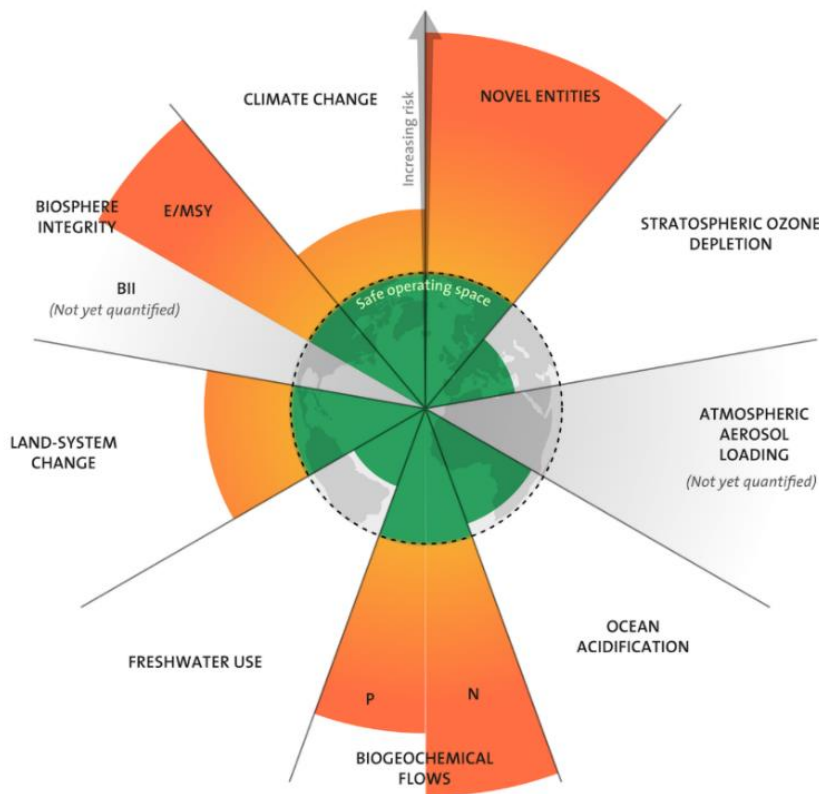 CLIMATE CHANGE
Increasing risk
NOVEL ENTITIES
BIOSPHERE
INTEGRITY
E/MSY
STRATOSPHERIC OZONE
DEPLETION
BII
(Not yet quantified)
Safe operating space
LAND-SYSTEM
CHANGE
ATMOSPHERIC
AEROSOL
LOADING
(Not yet quantified)
FRESHWATER USE
OCEAN
ACIDIFICATION
P
N
BIOGEOCHEMICAL
FLOWS